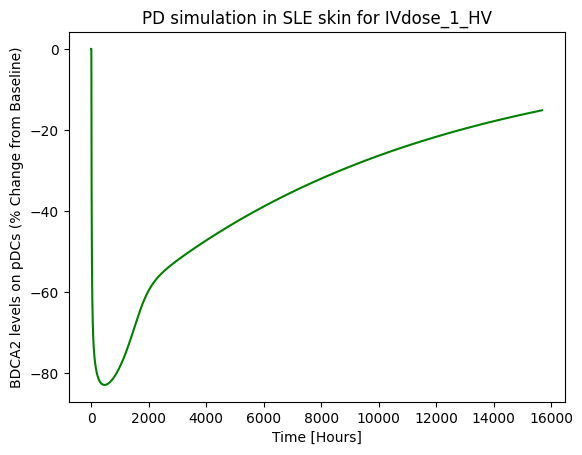 PD simulation in SLE skin for IVdose_1_HV
BDCA2 levels on pDCs (% Change from Baseline)
0
−20
−40
−60
−80
0 2000 4000 6000 8000 10000 12000 14000 16000
Time [Hours]